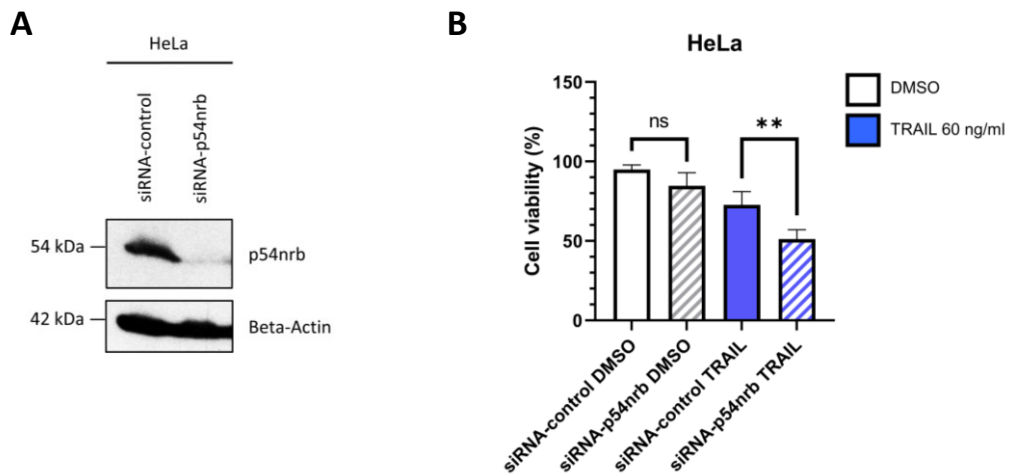 A
HeLa
siRNA-control
siRNA-p54nrb
54 kDa
p54nrb
42 kDa
Beta-Actin
B
HeLa
DMSO
TRAIL 60 ng/ml
Cell viability (%)
150
100
50
0
ns
**
siRNA-control DMSO
siRNA-p54nrb DMSO
siRNA-control TRAIL
siRNA-p54nrb TRAIL